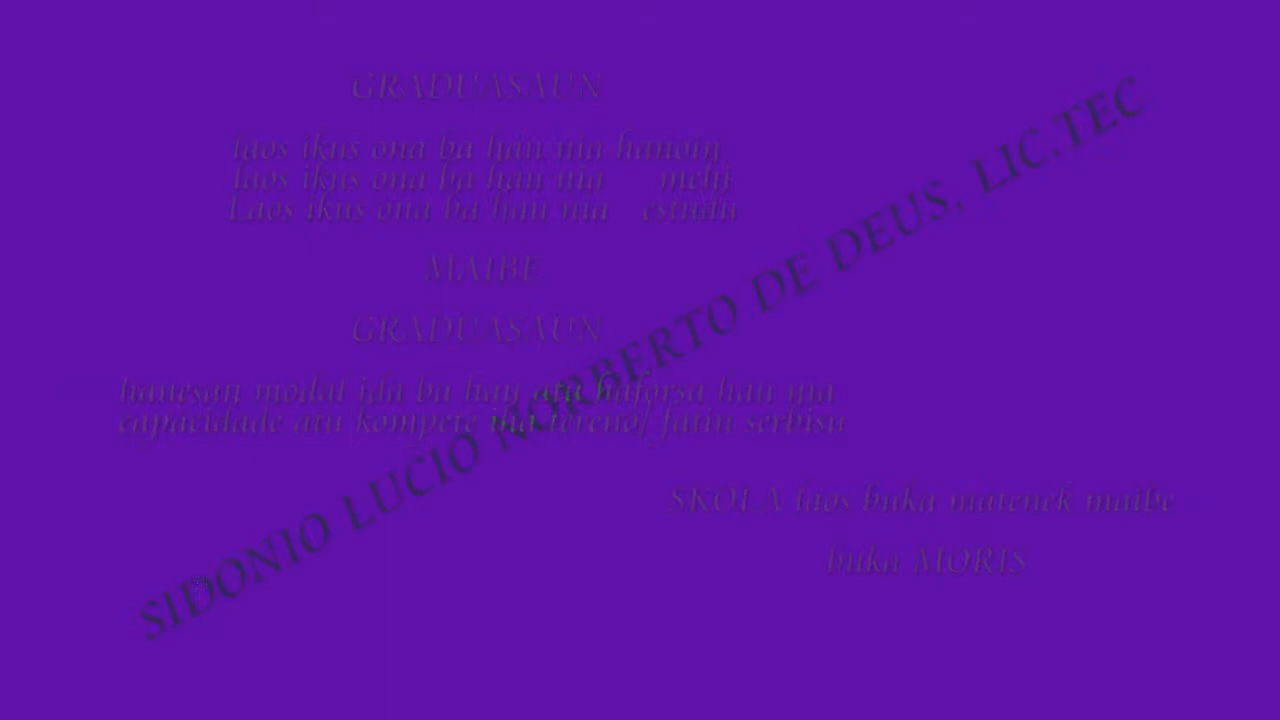 GRADUASAUN
laos ikus ona ba hau nia hanoin
laos ikus ona ba hau nia mehi
Laos ikus ona ba hau nia estudu
MAIBE
GRADUASAUN
hanesan modal ida ba hau atu haforsa hau nia
capacidade atu kompete iha tereno/ fatin serbisu
SKOLA laos buka matenek maibe
buka MORIS
SIDONIO LUCIO NORBERTO DE DEUS, LIC.TEC